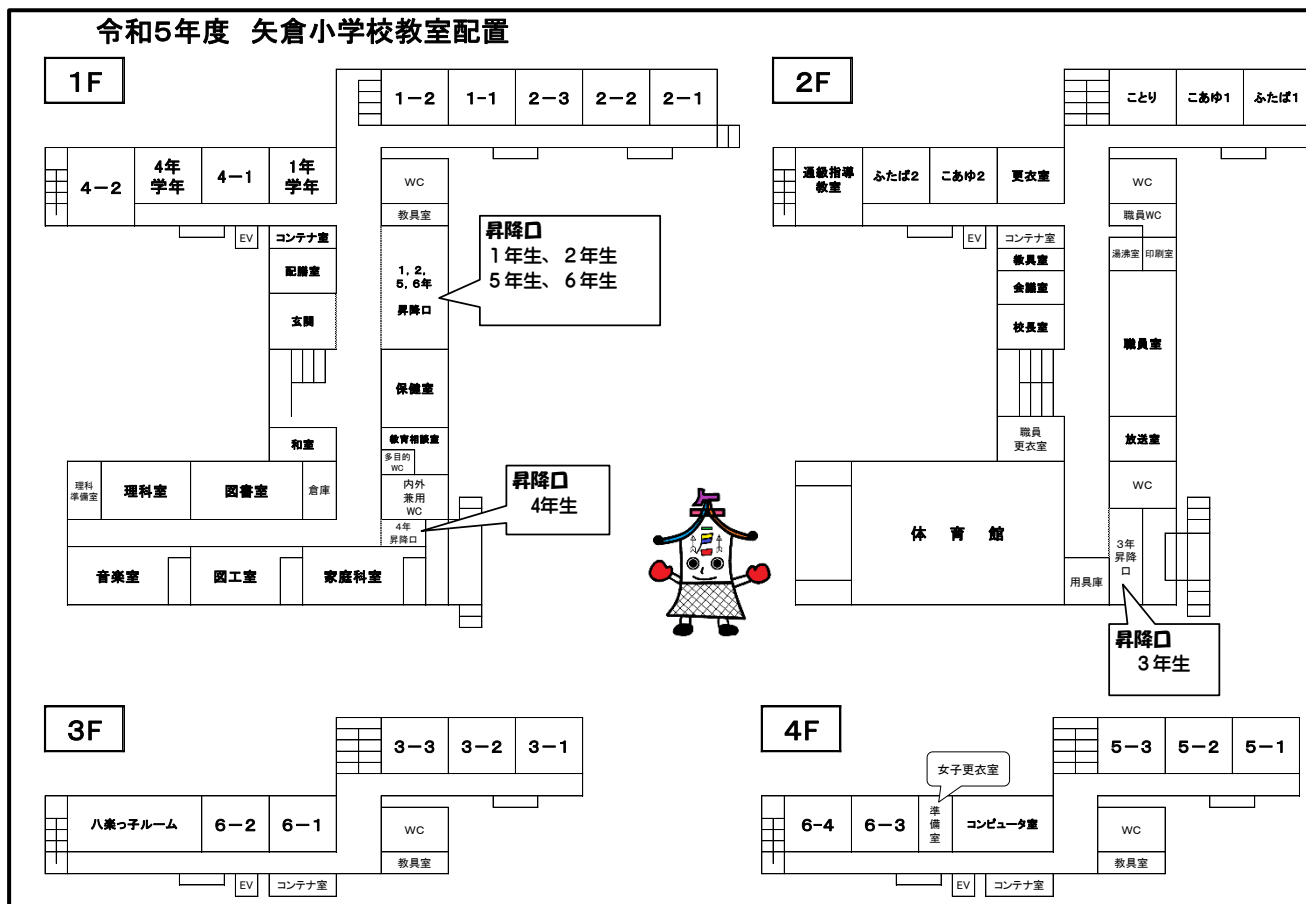 令和5年度　矢倉小学校教室配置
1F
1－2
1-1
2－3
2－2
2－1
4－2
4年
学年
4－1
1年
学年
WC
教具室
EV
コンテナ室
配膳室
玄関
1, 2,
5, 6年
昇降口
昇降口
1年生、2年生
5年生、6年生
保健室
和室
教育相談室
多目的
WC
理科
準備室
理科室
図書室
倉庫
内外
兼用
WC
4年
昇降口
昇降口
4年生
音楽室
図工室
家庭科室
2F
ことり
こあゆ1
ふたば1
通級指導
教室
ふたば2
こあゆ2
更衣室
WC
職員WC
EV
コンテナ室
教具室
会議室
校長室
湯沸室
印刷室
職員室
職員
更衣室
放送室
WC
体　育　館
用具庫
3年
昇降
口
昇降口
3年生
3F
3－3
3－2
3－1
八楽っ子ルーム
6－2
6－1
WC
教具室
EV
コンテナ室
4F
5－3
5－2
5－1
女子更衣室
6-4
6－3
準
備
室
コンピュータ室
WC
教具室
EV
コンテナ室